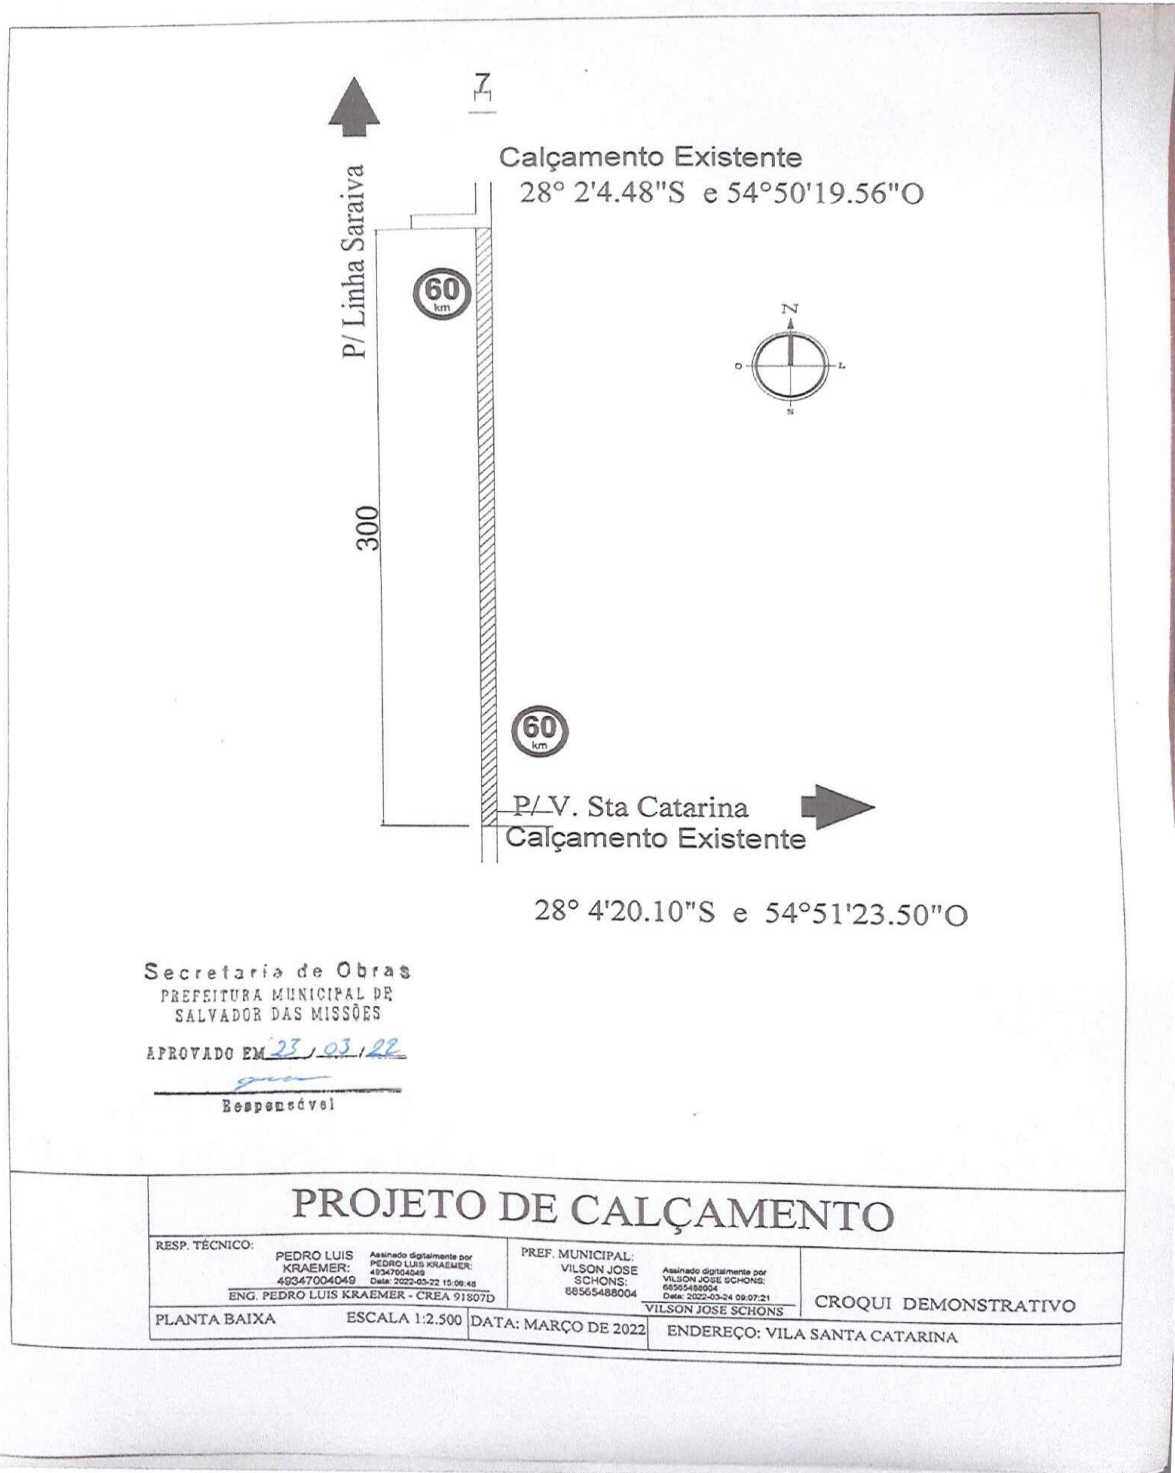 7
Calçamento Existente
28° 2'4.48"S e 54°50'19.56"O
P/ Linha Saraiva
60
km
N
O
L
S
300
60
km
P/ V. Sta Catarina
Calçamento Existente
28° 4'20.10"S e 54°51'23.50"O
Secretaria de Obras
PREFEITURA MUNICIPAL DE
SALVADOR DAS MISSÕES
APROVADO EM 23 / 03 / 22
Responsável
PROJETO DE CALÇAMENTO
RESP. TÉCNICO:
PEDRO LUIS
KRAEMER:
49347004049
Assinado digitalmente por
PEDRO LUIS KRAEMER:
49347004049
Data: 2022-03-22 15:06:48
ENG. PEDRO LUIS KRAEMER - CREA 91807D
PREF. MUNICIPAL:
VILSON JOSE
SCHONS:
68565488004
Assinado digitalmente por
VILSON JOSE SCHONS:
68565488004
Data: 2022-03-24 09:07:21
VILSON JOSE SCHONS
CROQUI DEMONSTRATIVO
PLANTA BAIXA
ESCALA 1:2.500
DATA: MARÇO DE 2022
ENDEREÇO: VILA SANTA CATARINA